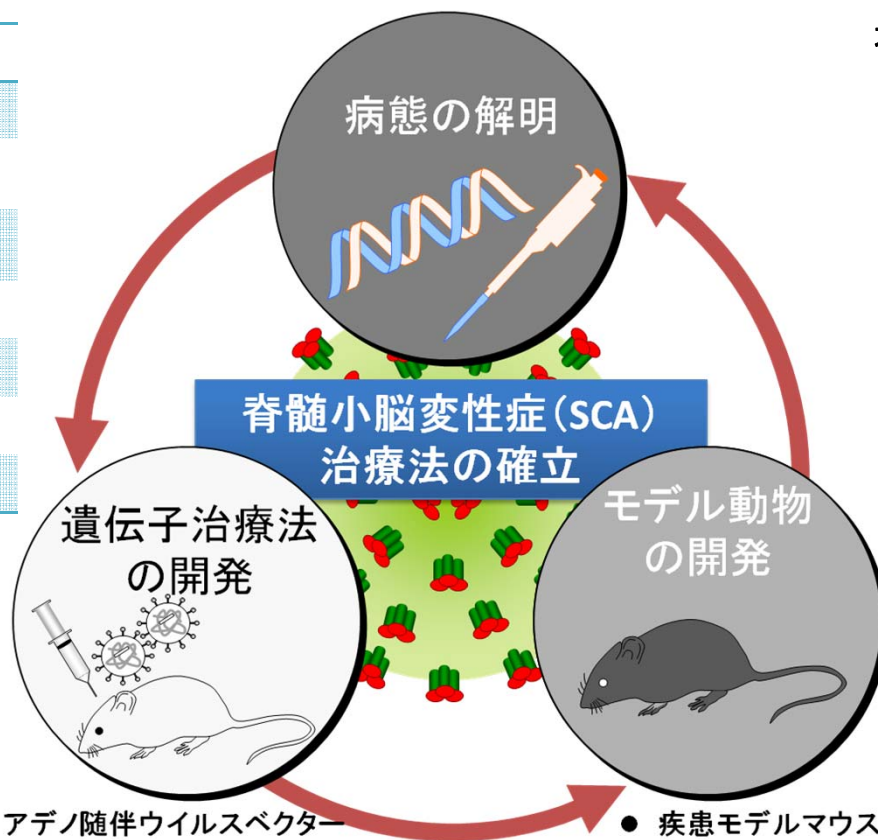 病態の解明
脊髄小脳変性症(SCA)
治療法の確立
遺伝子治療法
の開発
モデル動物
の開発
アデノ随伴ウイルスベクター
● 疾患モデルマウス